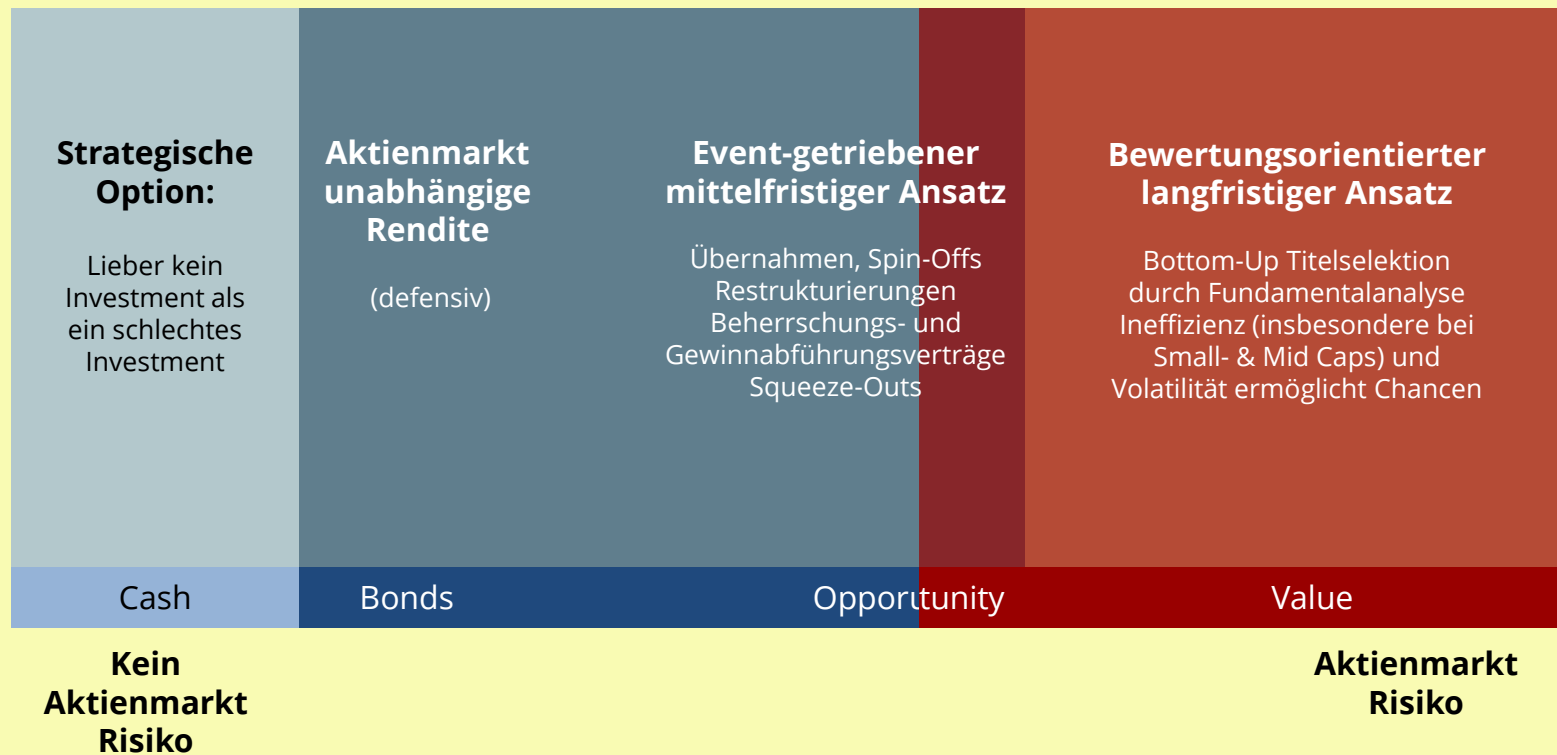 Strategische
Option:
Lieber kein
Investment als
ein schlechtes
Investment
Aktienmarkt
unabhängige
Rendite
(defensiv)
Event-getriebener
mittelfristiger Ansatz
Übernahmen, Spin-Offs
Restrukturierungen
Beherrschungs- und
Gewinnabführungsverträge
Squeeze-Outs
Bewertungsorientierter
langfristiger Ansatz
Bottom-Up Titelselektion
durch Fundamentalanalyse
Ineffizienz (insbesondere bei
Small- & Mid Caps) und
Volatilität ermöglicht Chancen
Cash
Bonds
Opportunity
Value
Kein
Aktienmarkt
Risiko
Aktienmarkt
Risiko